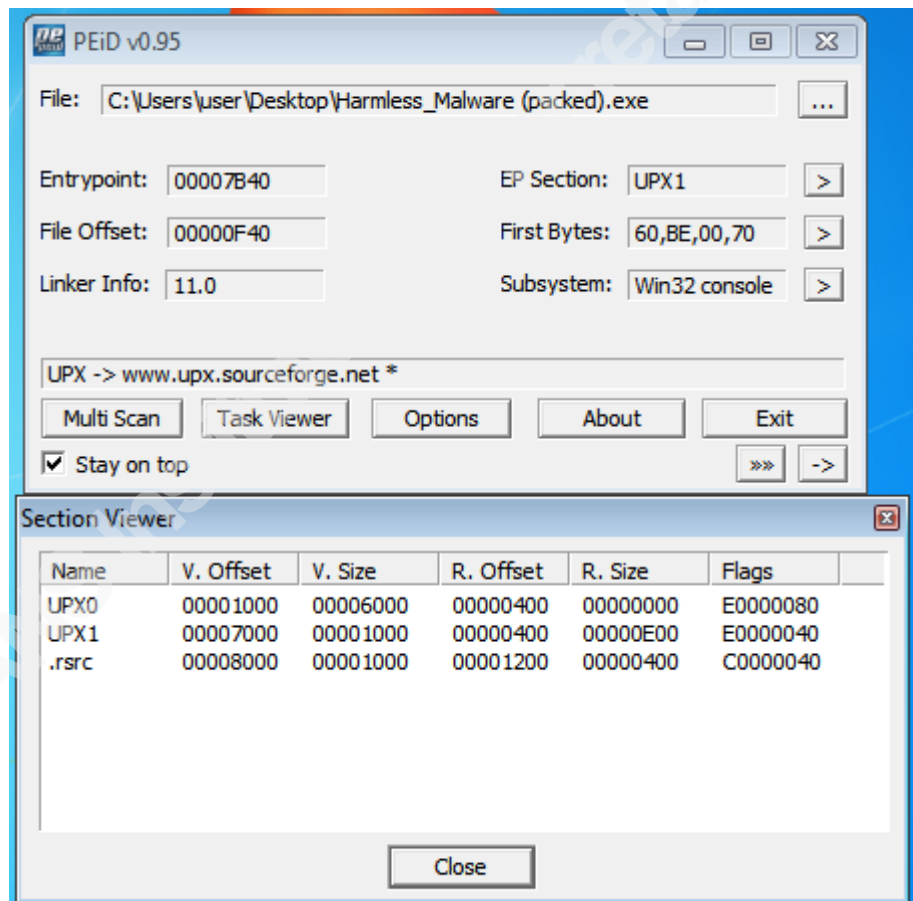 PEiD v0.95
File: C:\Users\user\Desktop\Harmless_Malware (packed).exe ...
Entrypoint: 00007B40 EP Section: UPX1 >
File Offset: 00000F40 First Bytes: 60,BE,00,70 >
Linker Info: 11.0 Subsystem: Win32 console >
UPX -> www.upx.sourceforge.net *
Multi Scan Task Viewer Options About Exit
Stay on top »» ->
Section Viewer
Name V. Offset V. Size R. Offset R. Size Flags
UPX0 00001000 00006000 00000400 00000000 E0000080
UPX1 00007000 00001000 00000400 00000E00 E0000040
.rsrc 00008000 00001000 00001200 00000400 C0000040
Close